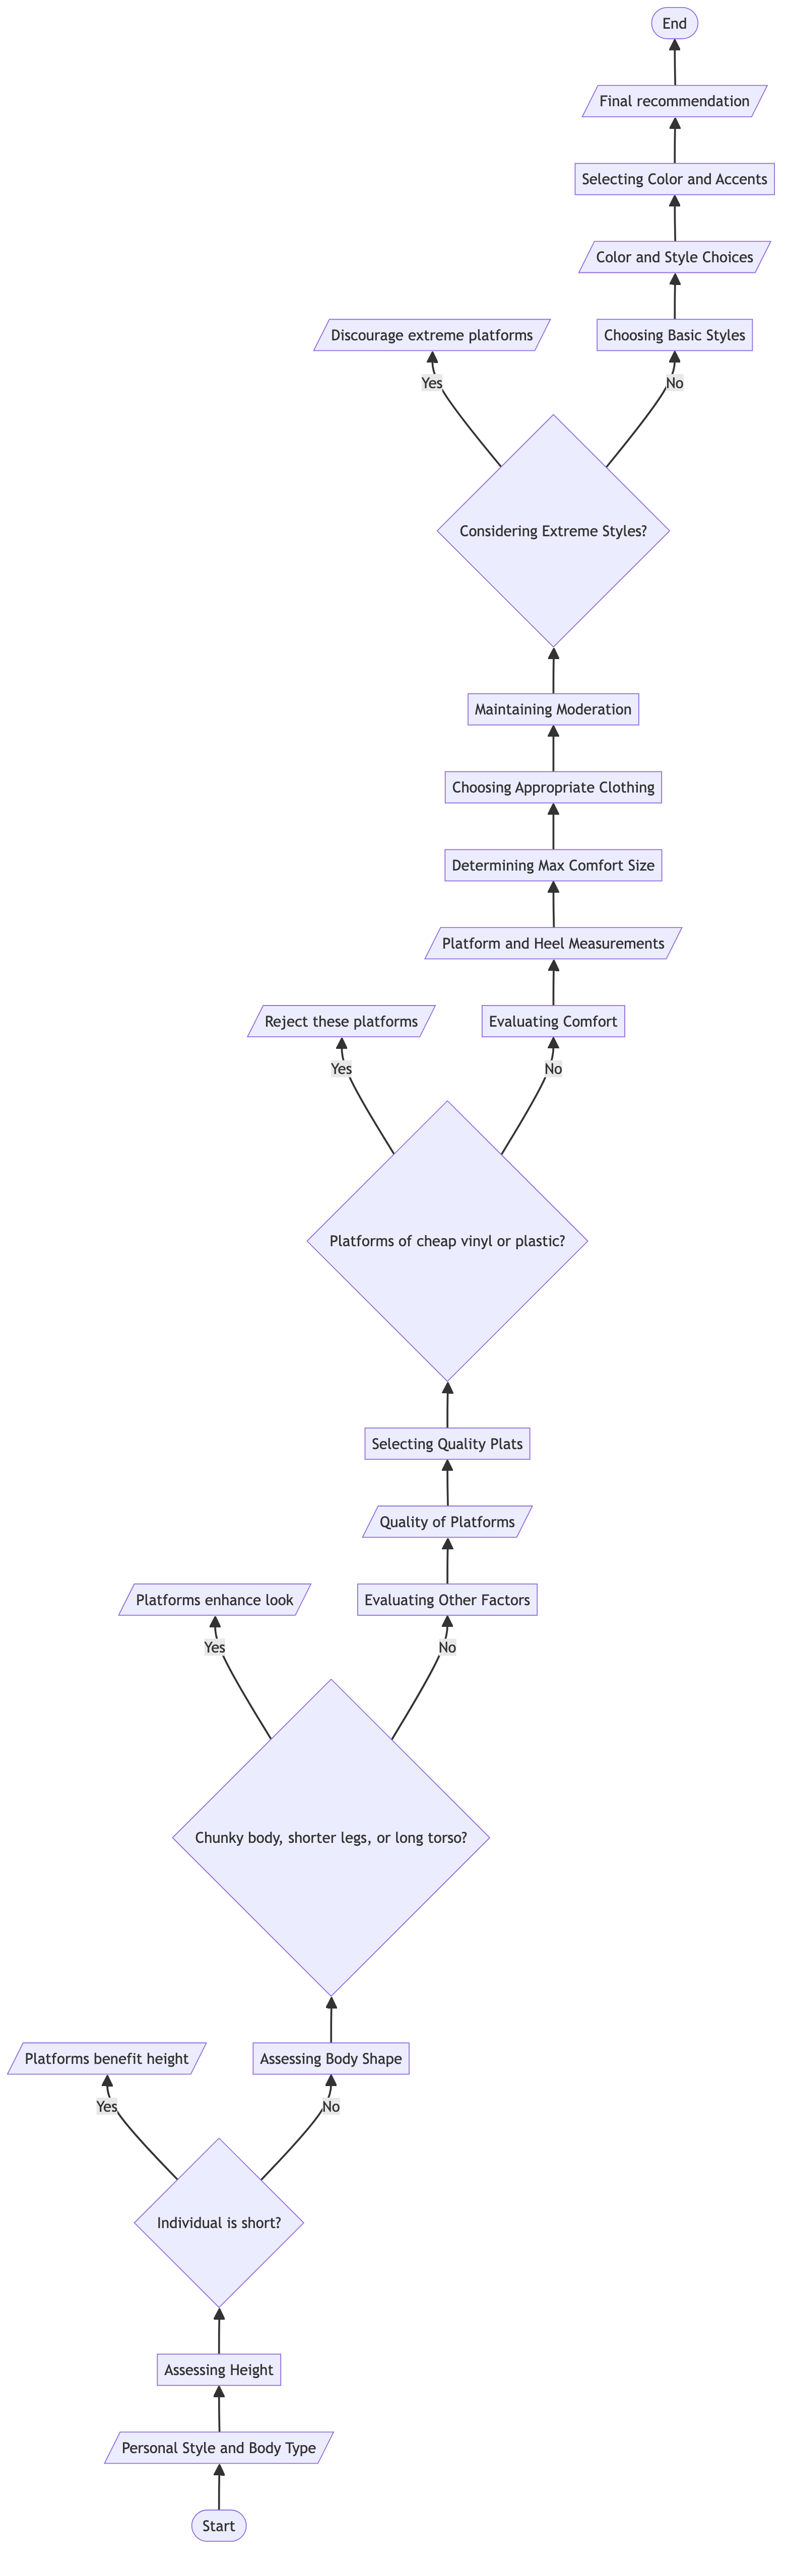 End
Final recommendation
Selecting Color and Accents
Color and Style Choices
Discourage extreme platforms
Choosing Basic Styles
Yes
No
Considering Extreme Styles?
Maintaining Moderation
Choosing Appropriate Clothing
Determining Max Comfort Size
Platform and Heel Measurements
Reject these platforms
Evaluating Comfort
Yes
No
Platforms of cheap vinyl or plastic?
Selecting Quality Plats
Quality of Platforms
Platforms enhance look
Evaluating Other Factors
Yes
No
Chunky body, shorter legs, or long torso?
Platforms benefit height
Assessing Body Shape
Yes
No
Individual is short?
Assessing Height
Personal Style and Body Type
Start